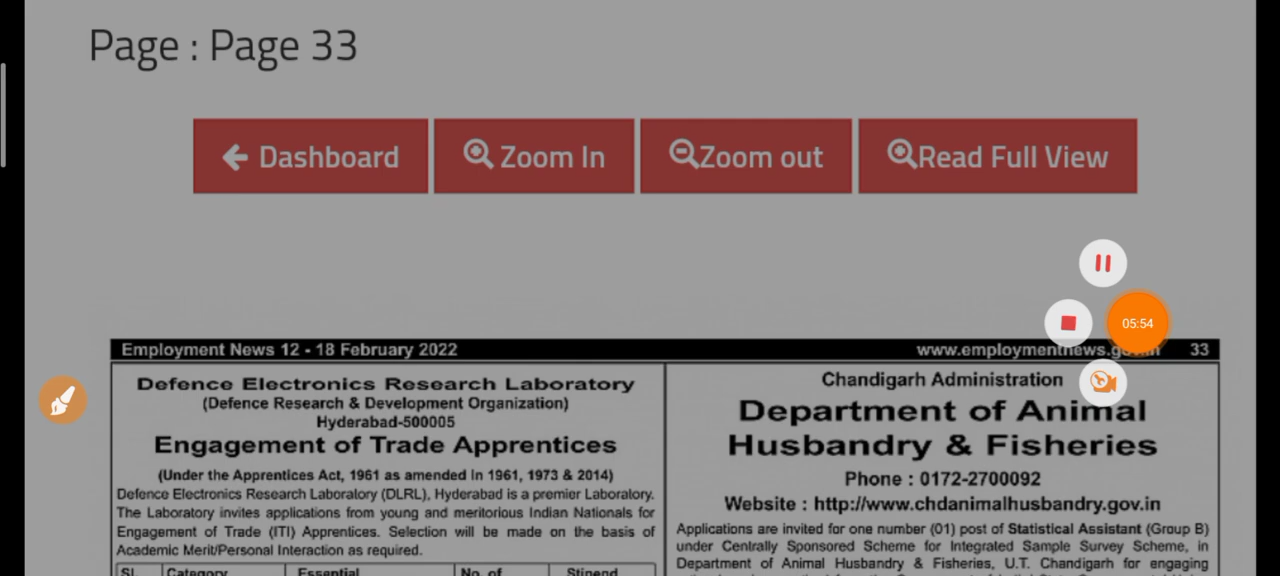 Page : Page 33
Dashboard
Zoom In
Zoom out
Read Full View
05:54
Employment News 12 - 18 February 2022
33
Defence Electronics Research Laboratory
(Defence Research & Development Organization)
Hyderabad-500005
Engagement of Trade Apprentices
(Under the Apprentices Act, 1961 as amended in 1961, 1973 & 2014)
Defence Electronics Research Laboratory (DLRL), Hyderabad is a premier Laboratory.
The Laboratory invites applications from young and meritorious Indian Nationals for
Engagement of Trade (ITI) Apprentices. Selection will be made on the basis of
Academic Merit/Personal Interaction as required.
Sl. Category Essential No. of Stipend
Chandigarh Administration
Department of Animal
Husbandry & Fisheries
Phone : 0172-2700092
Website : http://www.chdanimalhusbandry.gov.in
Applications are invited for one number (01) post of Statistical Assistant (Group B)
under Centrally Sponsored Scheme for Integrated Sample Survey Scheme, in
Department of Animal Husbandry & Fisheries, U.T. Chandigarh for engaging